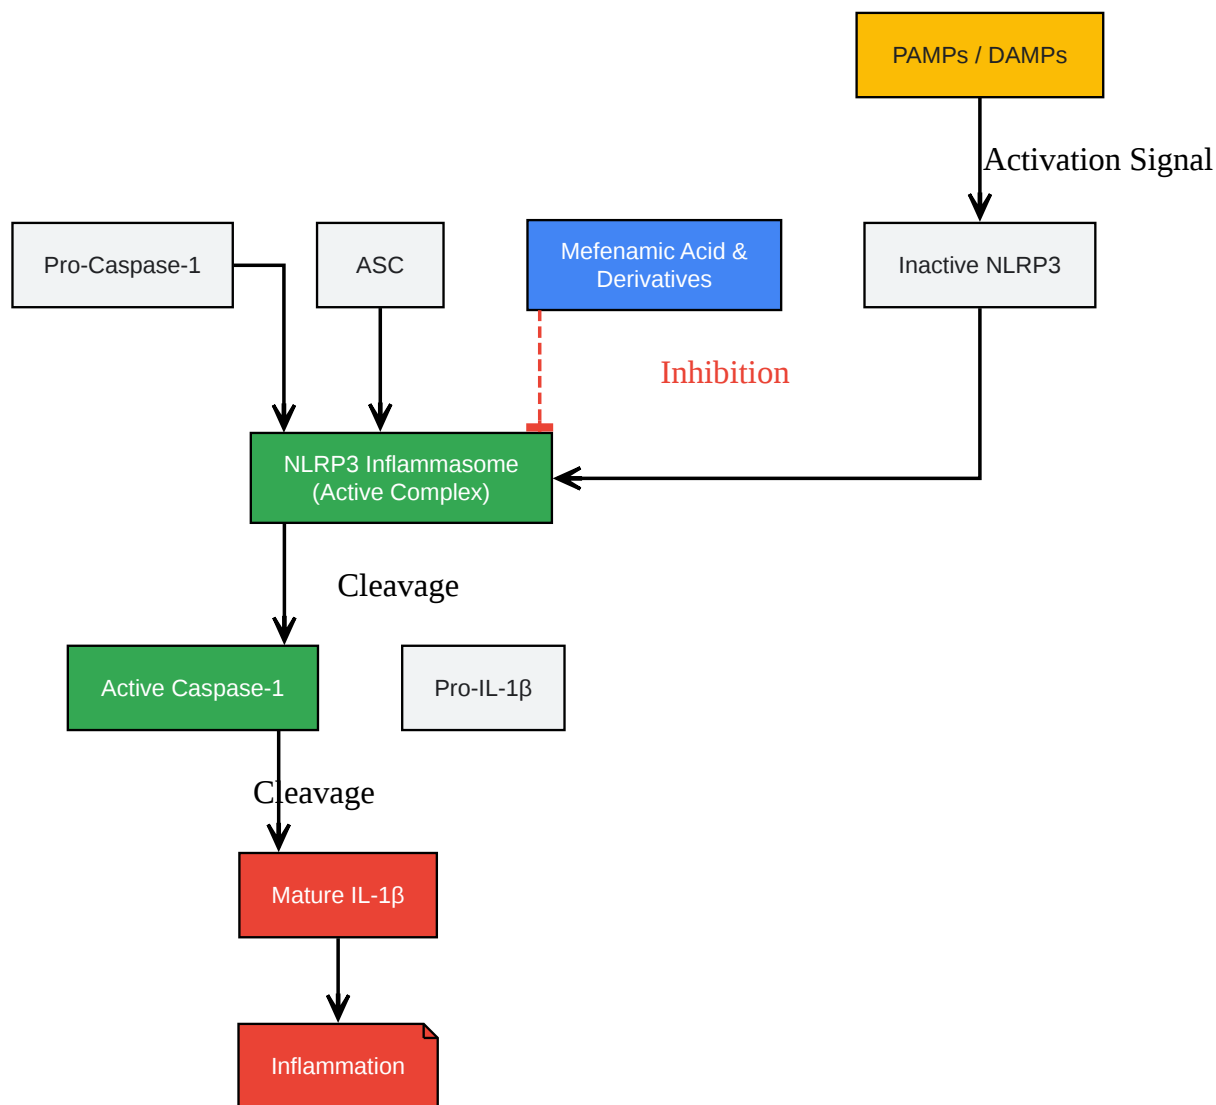 PAMPs / DAMPs
Activation Signal
Pro-Caspase-1
ASC
Mefenamic Acid &
Derivatives
Inactive NLRP3
Inhibition
NLRP3 Inflammasome
(Active Complex)
Cleavage
Active Caspase-1
Pro-IL-1β
Cleavage
Mature IL-1β
Inflammation